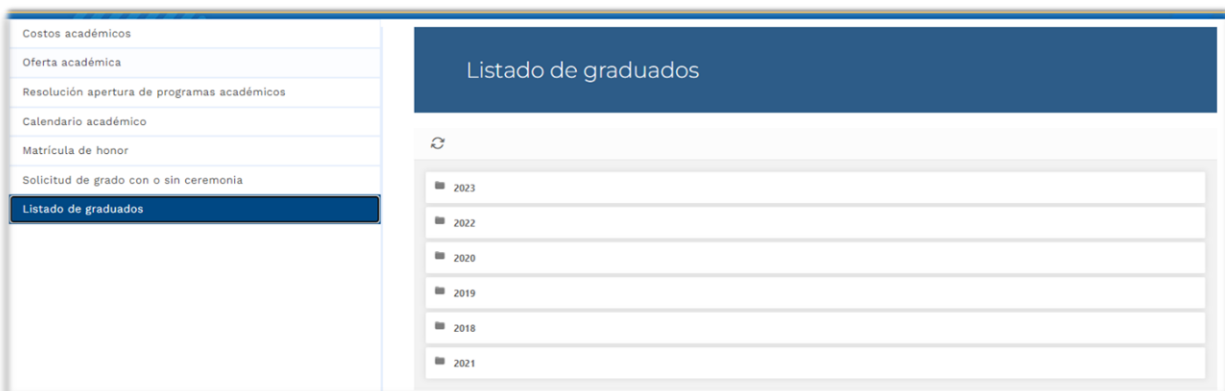 Costos académicos
Oferta académica
Resolución apertura de programas académicos
Calendario académico
Matrícula de honor
Solicitud de grado con o sin ceremonia
Listado de graduados
Listado de graduados
2023
2022
2020
2019
2018
2021